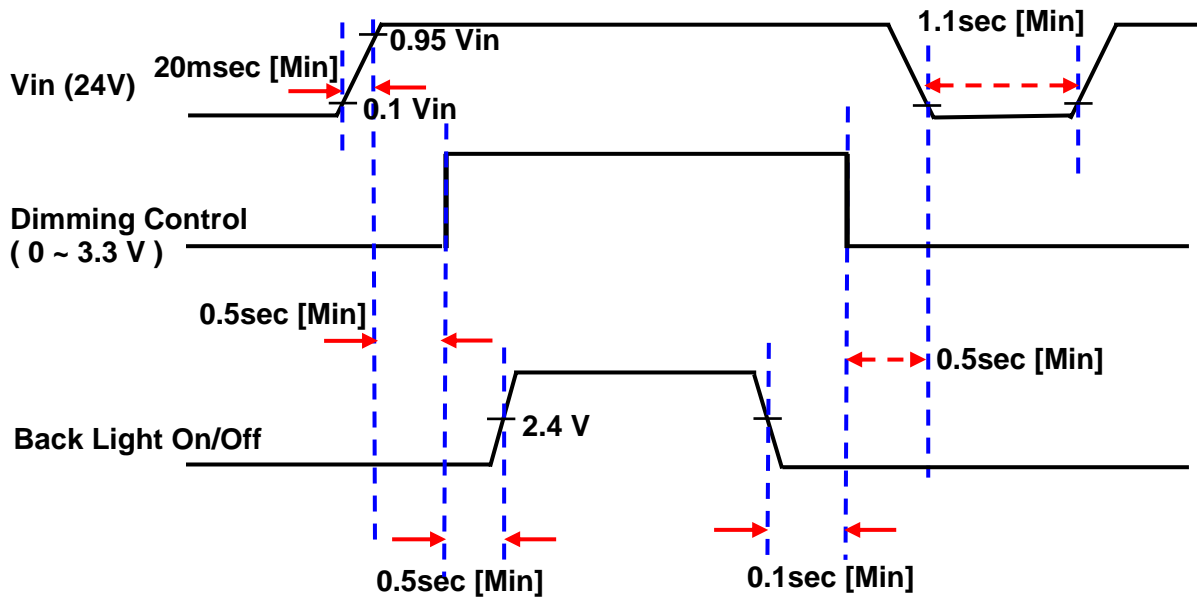 1.1sec [Min]
0.95 Vin
20msec [Min]
Vin (24V)
0.1 Vin
Dimming Control
( 0 ~ 3.3 V )
0.5sec [Min]
0.5sec [Min]
2.4 V
Back Light On/Off
0.5sec [Min]
0.1sec [Min]